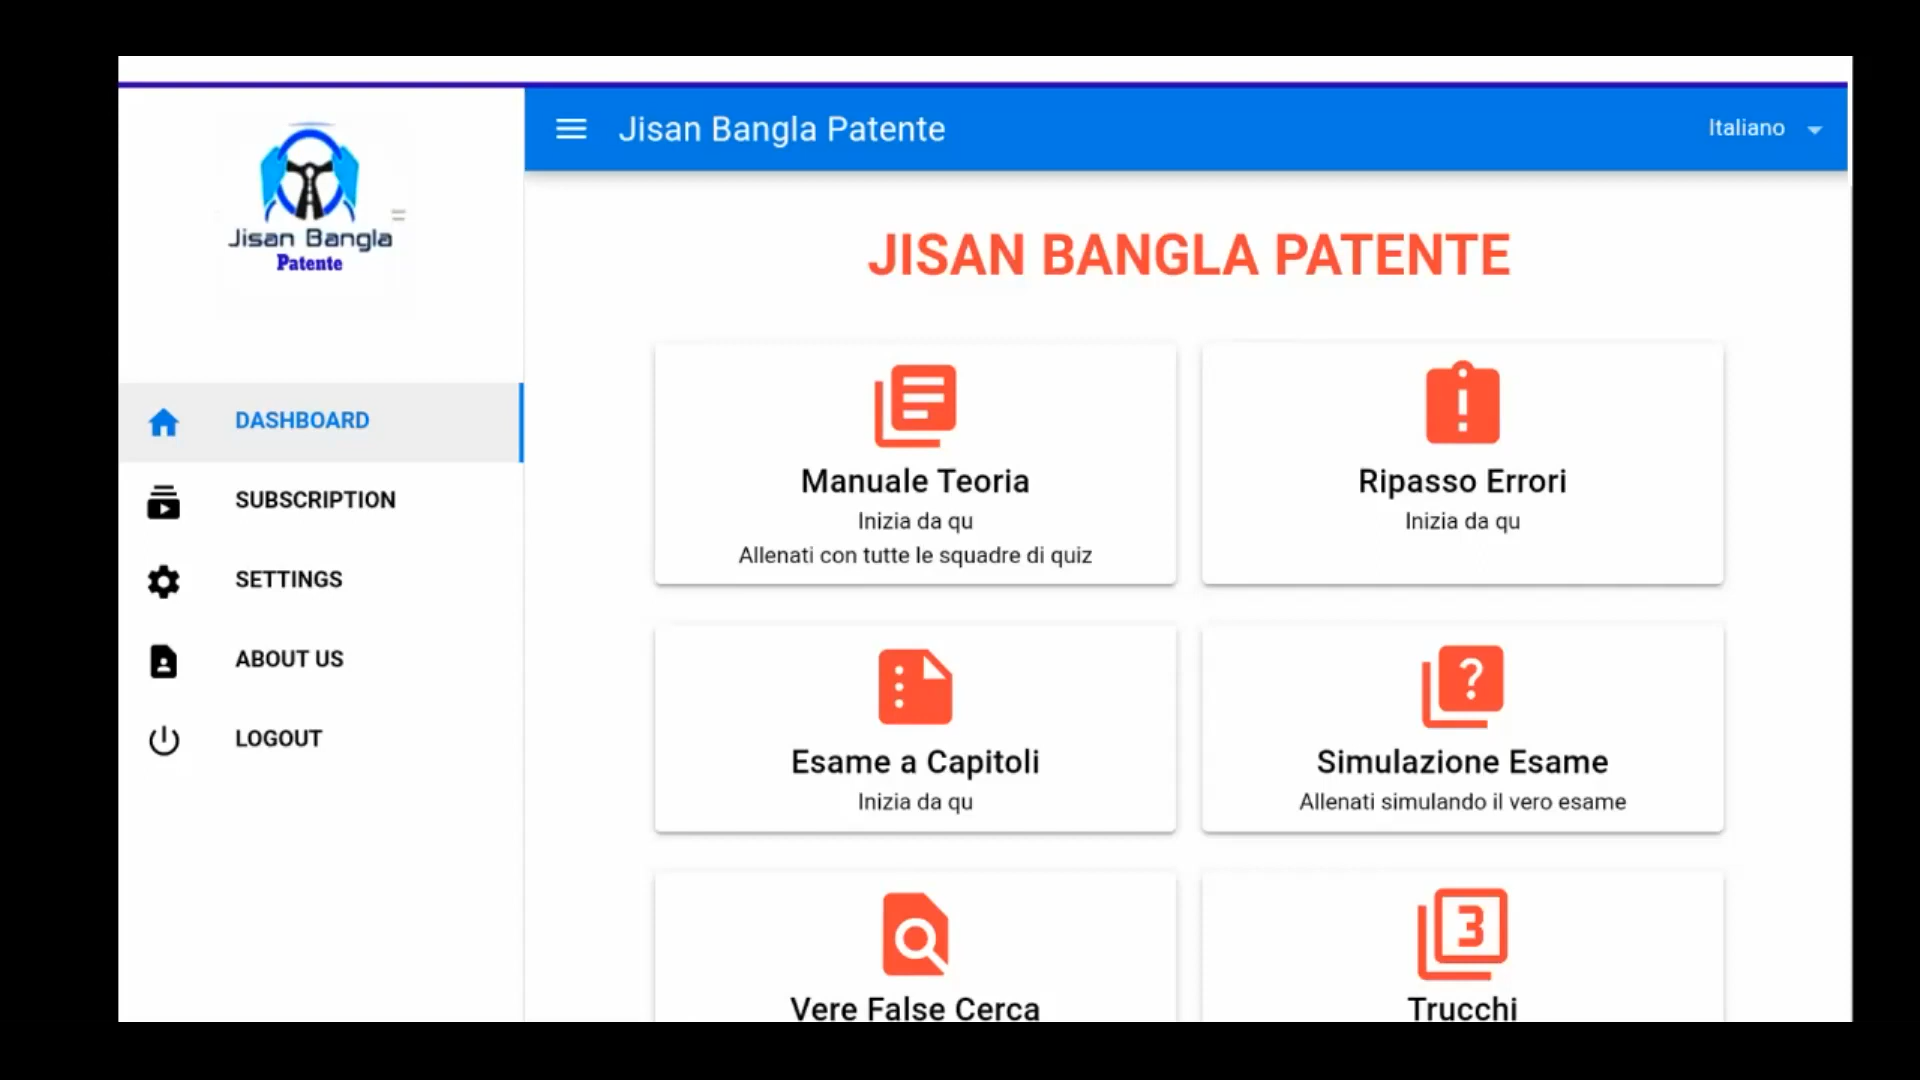 Jisan Bangla
Patente
DASHBOARD
SUBSCRIPTION
SETTINGS
ABOUT US
LOGOUT
Jisan Bangla Patente
Italiano
JISAN BANGLA PATENTE
Manuale Teoria
Inizia da qu
Allenati con tutte le squadre di quiz
Ripasso Errori
Inizia da qu
Esame a Capitoli
Inizia da qu
?
Simulazione Esame
Allenati simulando il vero esame
Vere False Cerca
3
Trucchi